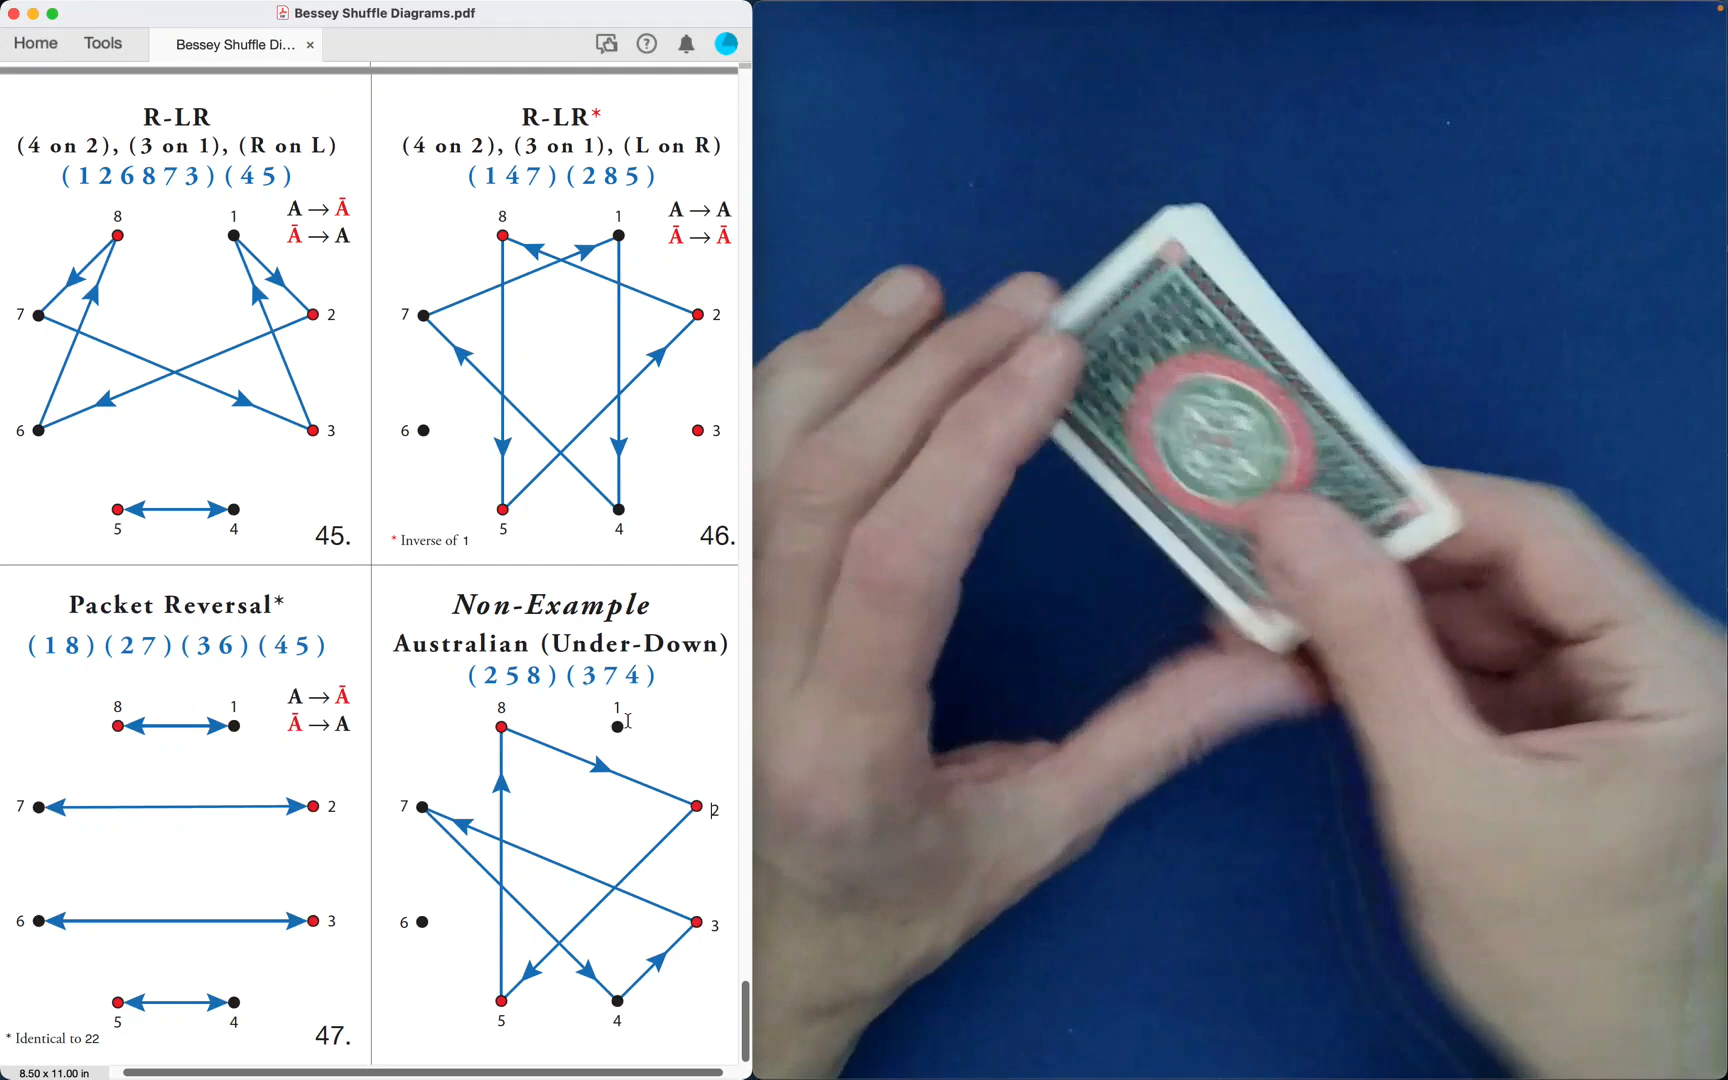 Bessey Shuffle Diagrams.pdf
Home Tools Bessey Shuffle Di... ×
R-LR
(4 on 2), (3 on 1), (R on L)
(126873)(45)
A → Ā
Ā → A
8 1
7 2
6 3
5 4
45.
R-LR*
(4 on 2), (3 on 1), (L on R)
(147)(285)
A → A
Ā → Ā
8 1
7 2
6 3
5 4
* Inverse of 1
46.
Packet Reversal*
(18)(27)(36)(45)
A → Ā
Ā → A
8 1
7 2
6 3
5 4
* Identical to 22
47.
Non-Example
Australian (Under-Down)
(258)(374)
8 1
7 2
6 3
5 4
8.50 x 11.00 in